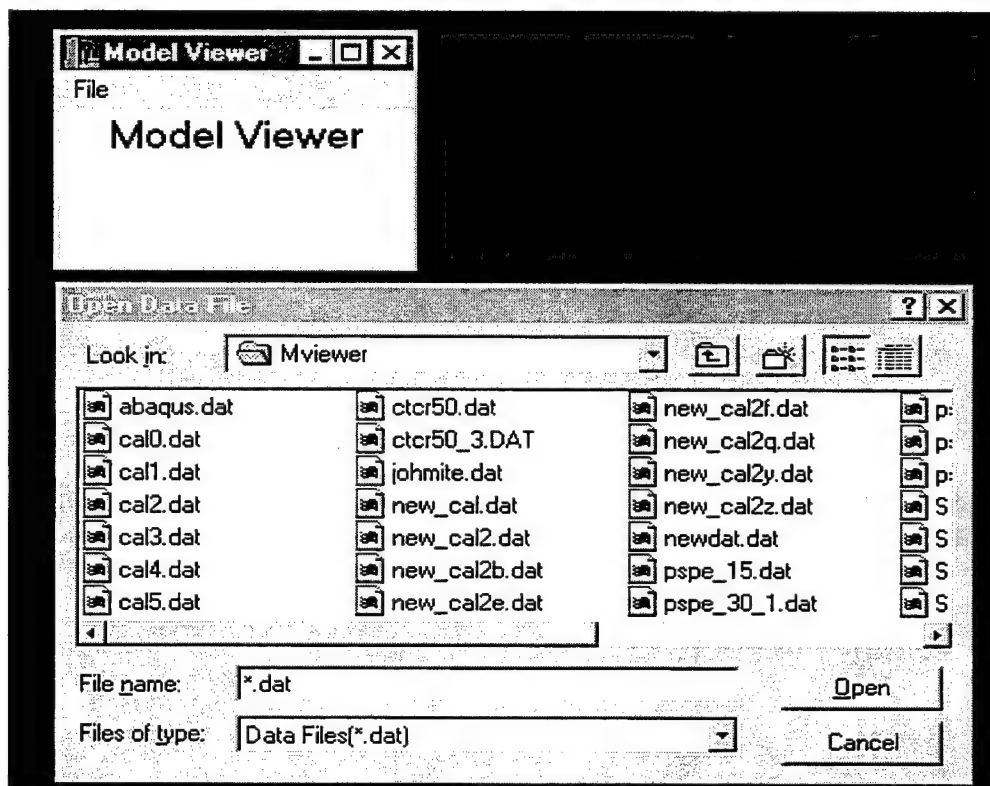 Model Viewer
File
Model Viewer
Open Data File
Look in: Mviewer
abaqus.dat ctcr50.dat new_cal2f.dat p
cal0.dat ctcr50_3.DAT new_cal2q.dat p
cal1.dat johmite.dat new_cal2y.dat p
cal2.dat new_cal.dat new_cal2z.dat S
cal3.dat new_cal2.dat newdat.dat S
cal4.dat new_cal2b.dat pspe_15.dat S
cal5.dat new_cal2e.dat pspe_30_1.dat S
File name: *.dat Open
Files of type: Data Files(*.dat) Cancel